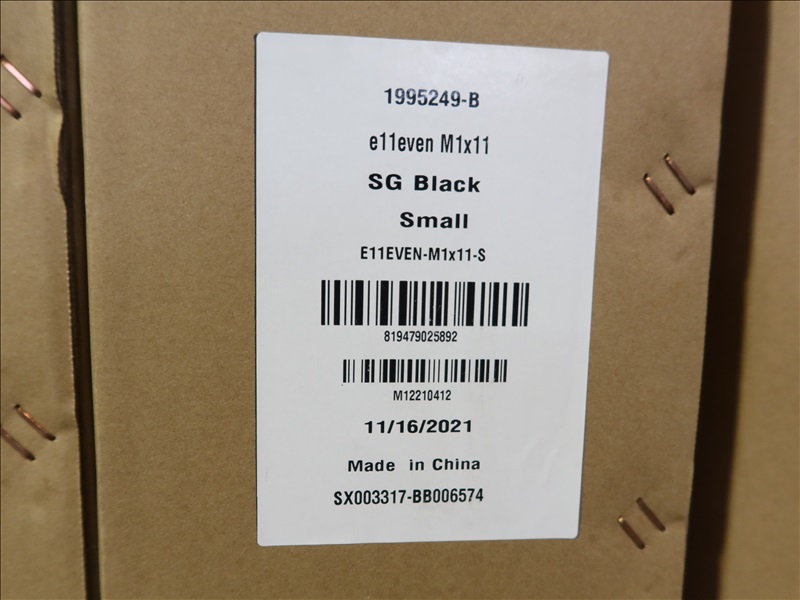 1995249-B
e11even M1x11
SG Black
Small
E11EVEN-M1x11-S
819479025892
M12210412
11/16/2021
Made in China
SX003317-BB006574